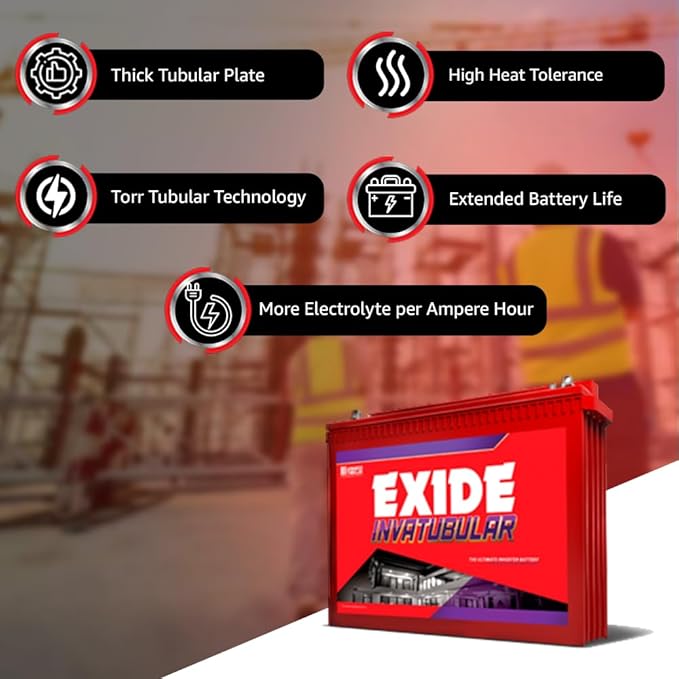 Thick Tubular Plate
High Heat Tolerance
Torr Tubular Technology
Extended Battery Life
More Electrolyte per Ampere Hour
EXIDE
INVATUBULAR
THE ULTIMATE INVERTER BATTERY